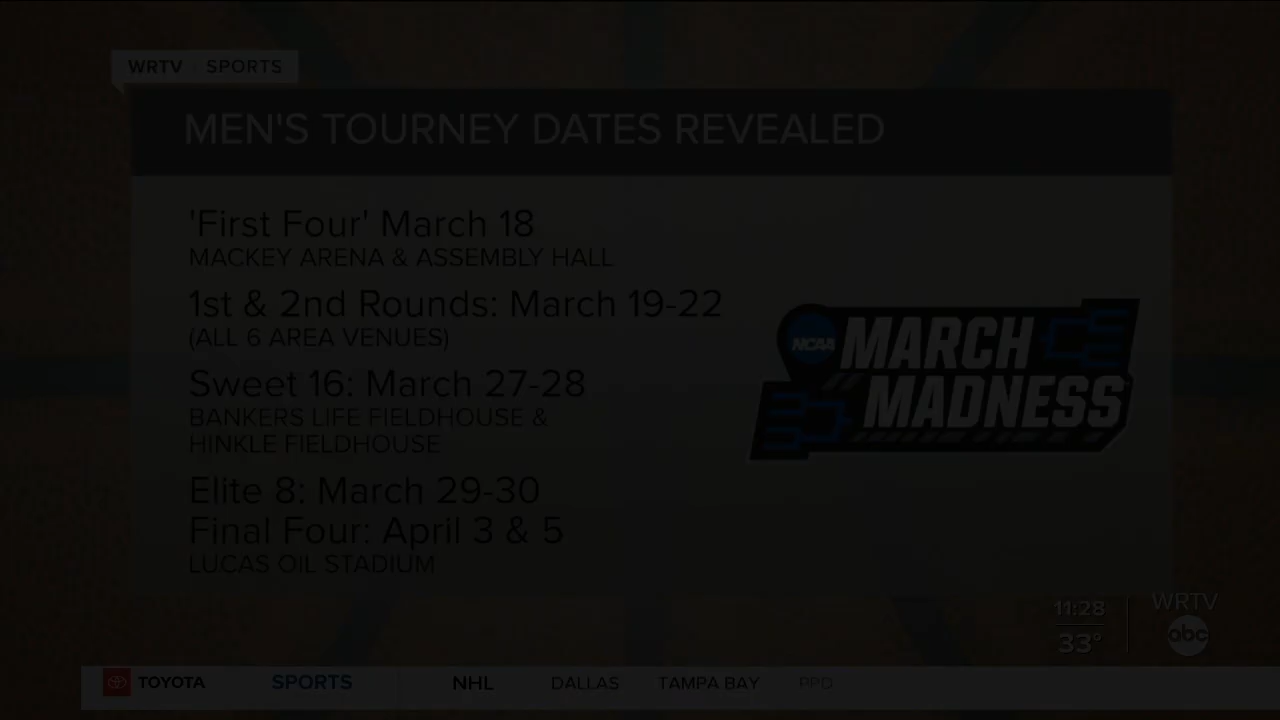 WRTV SPORTS
MEN'S TOURNEY DATES REVEALED
'First Four' March 18
MACKEY ARENA & ASSEMBLY HALL
1st & 2nd Rounds: March 19-22
(ALL 6 AREA VENUES)
Sweet 16: March 27-28
BANKERS LIFE FIELDHOUSE &
HINKLE FIELDHOUSE
Elite 8: March 29-30
Final Four: April 3 & 5
LUCAS OIL STADIUM
NCAA
MARCH
MADNESS
11:28
33°
WRTV
abc
TOYOTA SPORTS NHL DALLAS TAMPA BAY PPD